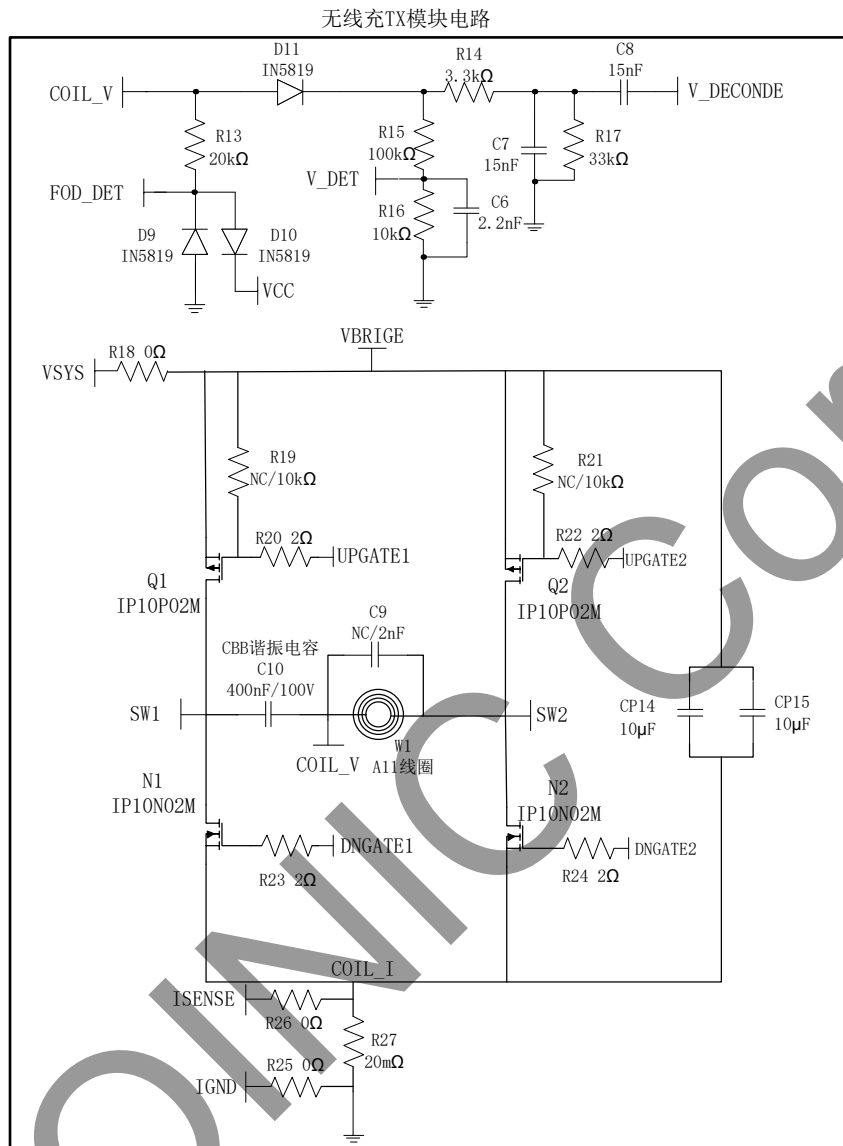 无线充TX模块电路
D11
IN5819
R14
3.3kΩ
C8
15nF
COIL_V
V_DECONDE
R13
20kΩ
R15
100kΩ
C7
15nF
R17
33kΩ
FOD_DET
V_DET
R16
10kΩ
C6
2.2nF
D9
IN5819
D10
IN5819
VCC
VBRIGE
R18 0Ω
VSYS
R19
NC/10kΩ
R21
NC/10kΩ
R20 2Ω
UPGATE1
R22 2Ω
UPGATE2
Q1
IP10P02M
Q2
IP10P02M
C9
NC/2nF
CBB谐振电容
C10
400nF/100V
SW1
SW2
CP14
10μF
CP15
10μF
COIL_V
W1
A11线圈
N1
IP10N02M
N2
IP10N02M
DNGATE1
DNGATE2
R23 2Ω
R24 2Ω
COIL_I
ISENSE
R26 0Ω
R27
20mΩ
R25 0Ω
IGND
OINIC Cor